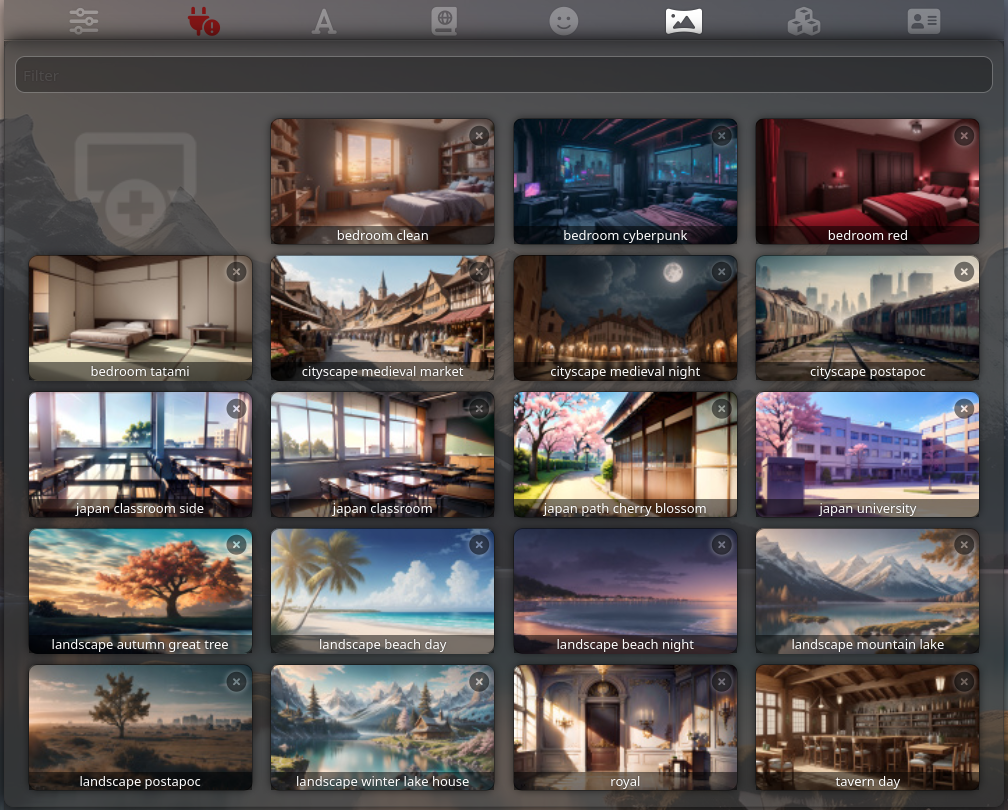 Filter
bedroom clean
bedroom cyberpunk
bedroom red
bedroom tatami
cityscape medieval market
cityscape medieval night
cityscape postapoc
japan classroom side
japan classroom
japan path cherry blossom
japan university
landscape autumn great tree
landscape beach day
landscape beach night
landscape mountain lake
landscape postapoc
landscape winter lake house
royal
tavern day